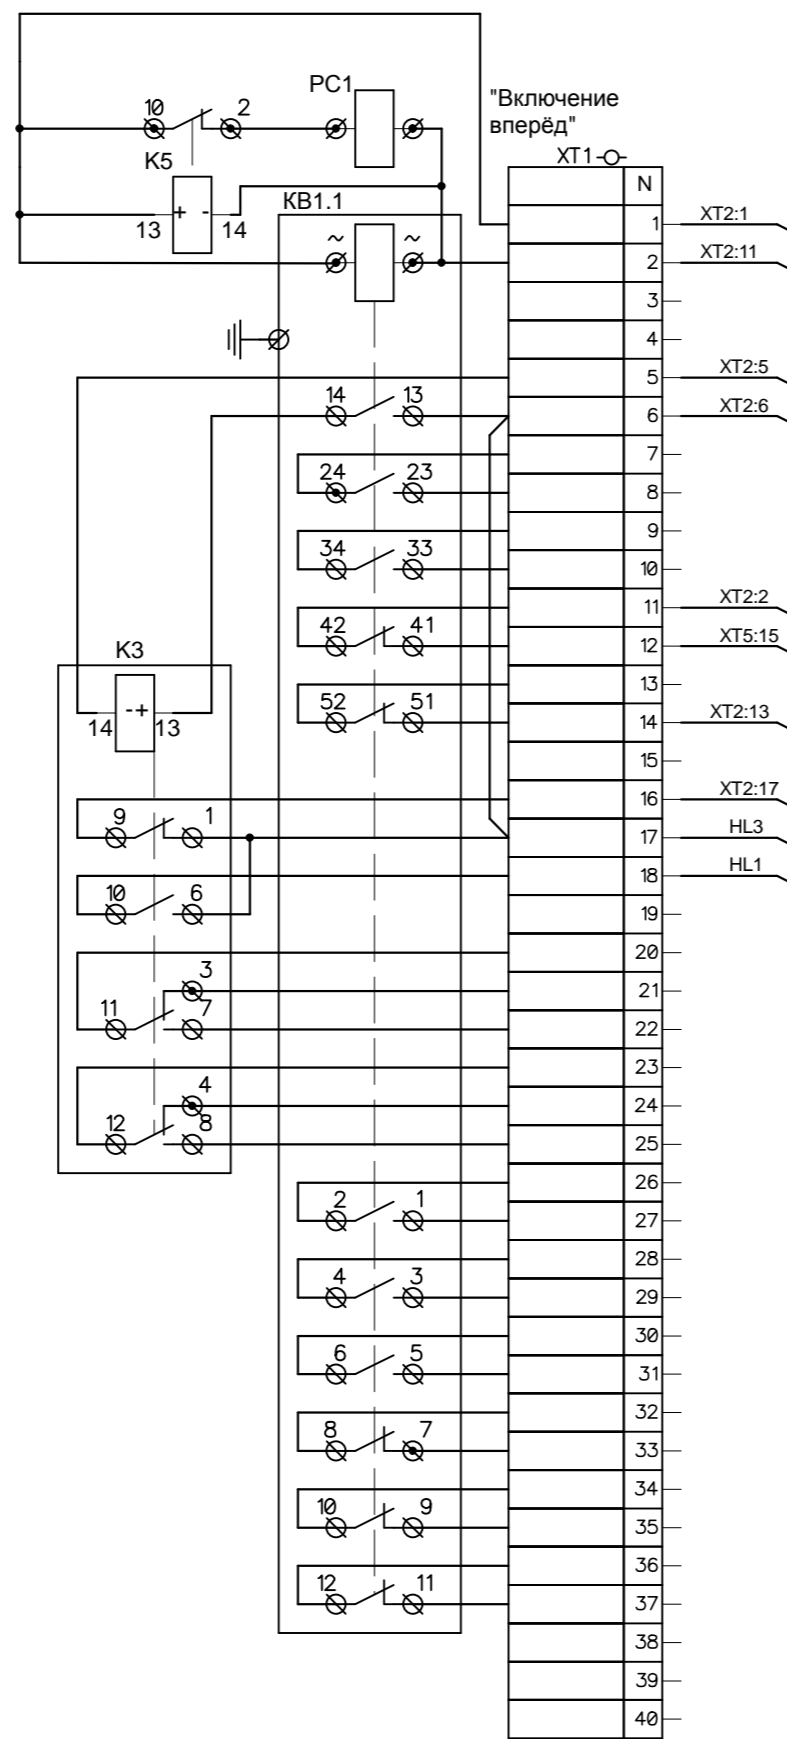 PC1
"Включение
вперёд"
10 2
XT1
K5
N
+ -
13 14
КВ1.1
1 XT2:1
~ ~
2 XT2:11
3
4
5 XT2:5
14 13
6 XT2:6
7
24 23
8
9
34 33
10
11 XT2:2
42 41
12 XT5:15
K3
13
- +
14 13
52 51
14 XT2:13
15
16 XT2:17
9 1
17 HL3
18 HL1
10 6
19
20
3
21
11 7
22
23
4
24
12 8
25
26
2 1
27
28
4 3
29
30
6 5
31
32
8 7
33
34
10 9
35
36
12 11
37
38
39
40